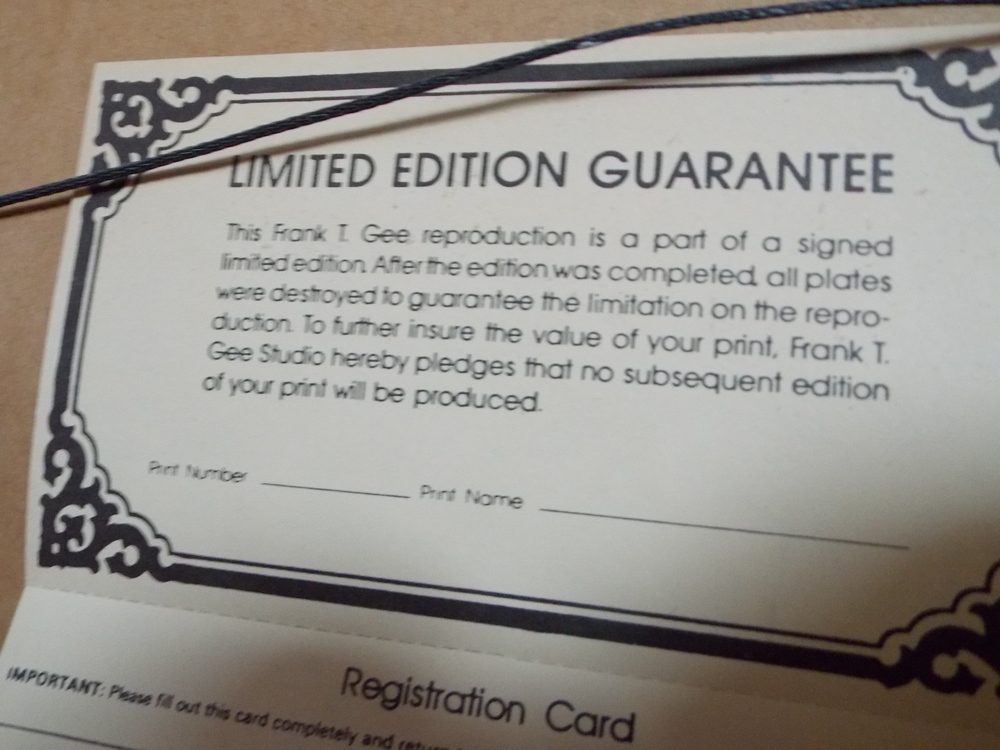 LIMITED EDITION GUARANTEE
This Frank T. Gee reproduction is a part of a signed
limited edition. After the edition was completed, all plates
were destroyed to guarantee the limitation on the repro-
duction. To further insure the value of your print, Frank T.
Gee Studio hereby pledges that no subsequent edition
of your print will be produced.
Print Number Print Name
Registration Card
IMPORTANT: Please fill out this card completely and